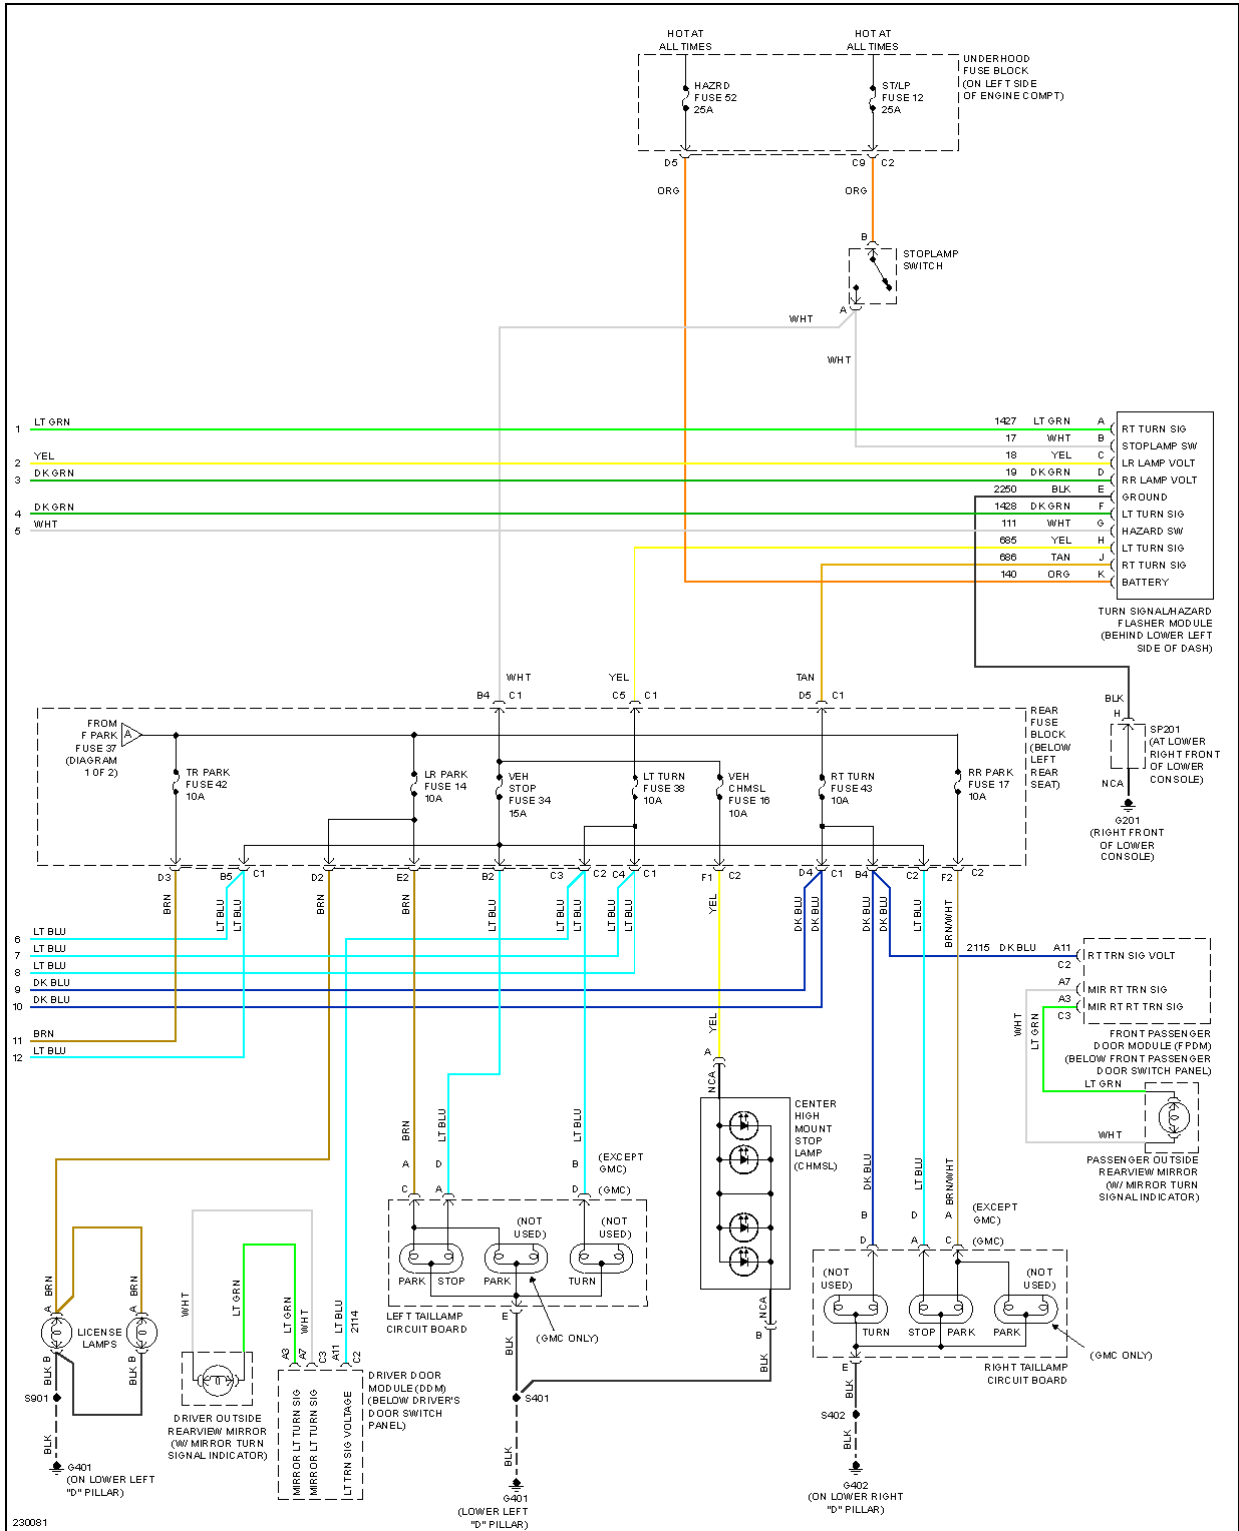 HOT AT
ALL TIMES
HOT AT
ALL TIMES
UNDERHOOD
FUSE BLOCK
(ON LEFT SIDE
OF ENGINE COMPT)
HAZRD
FUSE 52
25A
ST/LP
FUSE 12
25A
D5
C9
C2
ORG
ORG
B
STOPLAMP
SWITCH
A
WHT
WHT
1
LT GRN
1427 LT GRN A
RT TURN SIG
17 WHT B
STOPLAMP SW
2
YEL
18 YEL C
LR LAMP VOLT
3
DK GRN
19 DK GRN D
RR LAMP VOLT
2250 BLK E
GROUND
4
DK GRN
1428 DK GRN F
LT TURN SIG
5
WHT
111 WHT G
HAZARD SW
685 YEL H
LT TURN SIG
686 TAN J
RT TURN SIG
140 ORG K
BATTERY
TURN SIGNAL/HAZARD
FLASHER MODULE
(BEHIND LOWER LEFT
SIDE OF DASH)
WHT
YEL
TAN
B4
C1
C5
C1
D5
C1
BLK
H
SP201
(AT LOWER
RIGHT FRONT
OF LOWER
CONSOLE)
NCA
G201
(RIGHT FRONT
OF LOWER
CONSOLE)
REAR
FUSE
BLOCK
(BELOW
LEFT
REAR
SEAT)
FROM
F PARK
FUSE 37
(DIAGRAM
1 OF 2)
A
TR PARK
FUSE 42
10A
LR PARK
FUSE 14
10A
VEH
STOP
FUSE 34
15A
LT TURN
FUSE 38
10A
VEH
CHMSL
FUSE 16
10A
RT TURN
FUSE 43
10A
RR PARK
FUSE 17
10A
D3
B5
C1
D2
E2
B2
C3
C2
C4
C1
F1
C2
D4
C1
B4
C2
F2
C2
BRN
LT BLU
LT BLU
BRN
BRN
LT BLU
LT BLU
LT BLU
LT BLU
LT BLU
YEL
DK BLU
DK BLU
DK BLU
DK BLU
LT BLU
BRN/WHT
6
LT BLU
7
LT BLU
8
LT BLU
9
DK BLU
10
DK BLU
11
BRN
12
LT BLU
2115 DK BLU A11
C2
RT TRN SIG VOLT
A7
MIR RT TRN SIG
A3
C3
MIR RT RT TRN SIG
WHT
LT GRN
FRONT PASSENGER
DOOR MODULE (FPDM)
(BELOW FRONT PASSENGER
DOOR SWITCH PANEL)
LT GRN
WHT
PASSENGER OUTSIDE
REARVIEW MIRROR
(W/ MIRROR TURN
SIGNAL INDICATOR)
YEL
A
NCA
CENTER
HIGH
MOUNT
STOP
LAMP
(CHMSL)
NCA
B
BLK
BRN
LT BLU
LT BLU
A
D
B
(EXCEPT
GMC)
C
A
D
(GMC)
(NOT
USED)
(NOT
USED)
PARK
STOP
PARK
TURN
LEFT TAILLAMP
CIRCUIT BOARD
E
(GMC ONLY)
BLK
S401
BLK
G401
(LOWER LEFT
"D" PILLAR)
DK BLU
LT BLU
BRN/WHT
B
D
A
(EXCEPT
GMC)
D
A
C
(GMC)
(NOT
USED)
(NOT
USED)
TURN
STOP
PARK
PARK
(GMC ONLY)
RIGHT TAILLAMP
CIRCUIT BOARD
E
BLK
S402
BLK
G402
(ON LOWER RIGHT
"D" PILLAR)
BRN
BRN
A
A
LICENSE
LAMPS
B
B
BLK
BLK
S901
BLK
G401
(ON LOWER LEFT
"D" PILLAR)
WHT
LT GRN
DRIVER OUTSIDE
REARVIEW MIRROR
(W/ MIRROR TURN
SIGNAL INDICATOR)
LT GRN
WHT
LT BLU
2114
A3
A7
C3
A11
C2
MIRROR LT TURN SIG
MIRROR LT TURN SIG
LT TRN SIG VOLTAGE
DRIVER DOOR
MODULE (DDM)
(BELOW DRIVER'S
DOOR SWITCH
PANEL)
230081